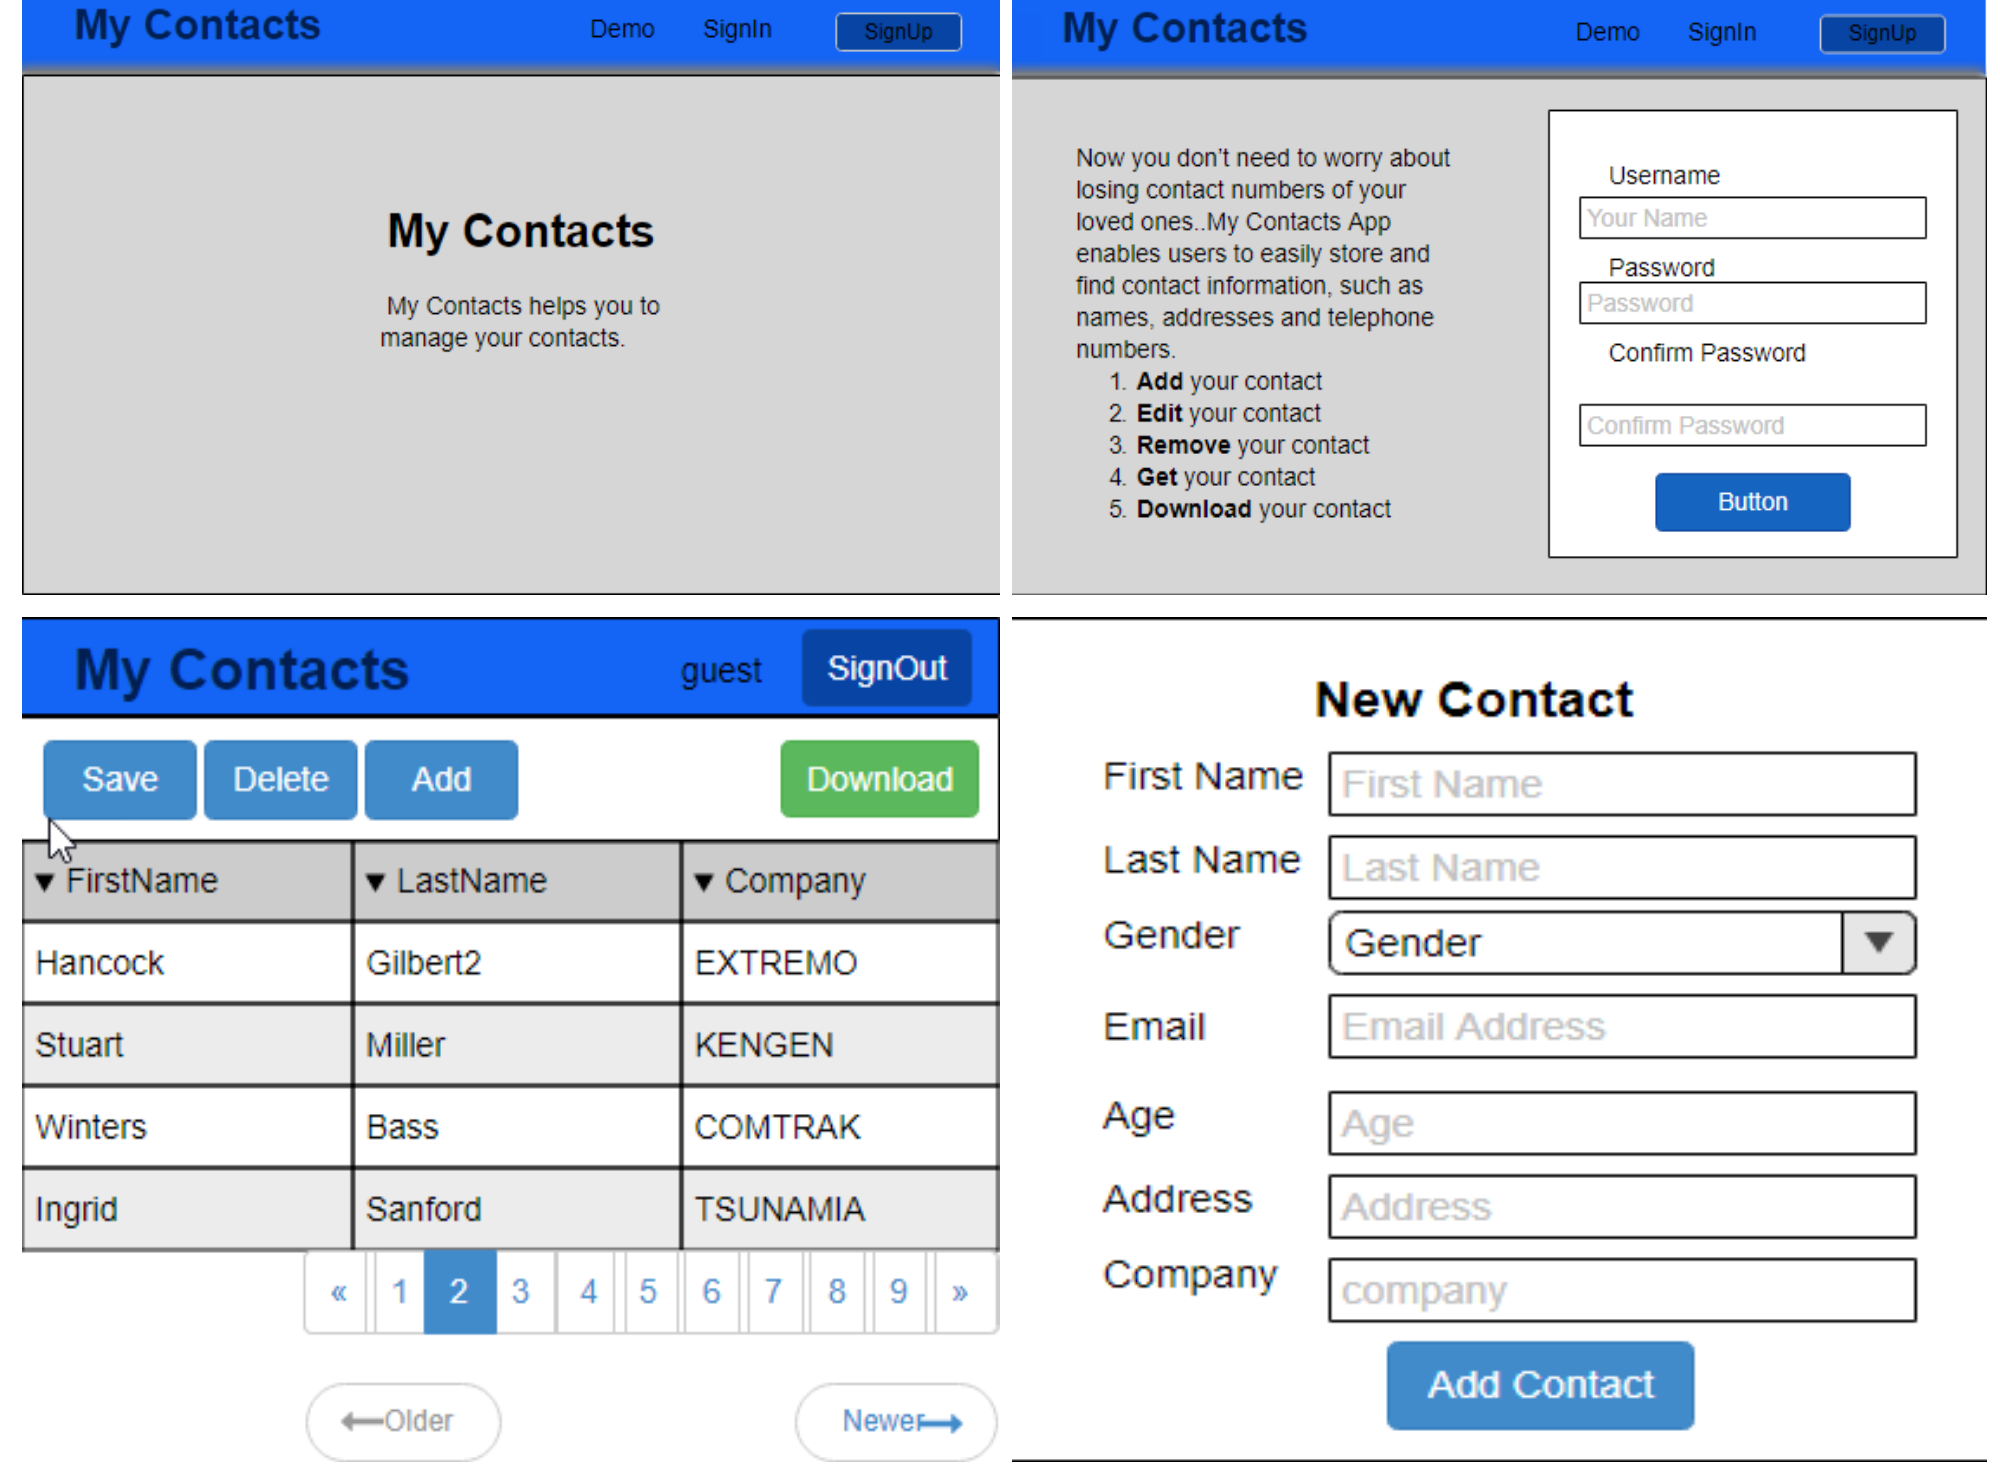 My Contacts Demo SignIn SignUp
My Contacts
My Contacts helps you to
manage your contacts.
My Contacts Demo SignIn SignUp
Now you don't need to worry about
losing contact numbers of your
loved ones..My Contacts App
enables users to easily store and
find contact information, such as
names, addresses and telephone
numbers.
1. Add your contact
2. Edit your contact
3. Remove your contact
4. Get your contact
5. Download your contact
Username
Your Name
Password
Password
Confirm Password
Confirm Password
Button
My Contacts guest SignOut
Save Delete Add Download
▼ FirstName ▼ LastName ▼ Company
Hancock Gilbert2 EXTREMO
Stuart Miller KENGEN
Winters Bass COMTRAK
Ingrid Sanford TSUNAMIA
« 1 2 3 4 5 6 7 8 9 »
Older Newer
New Contact
First Name First Name
Last Name Last Name
Gender Gender
Email Email Address
Age Age
Address Address
Company company
Add Contact